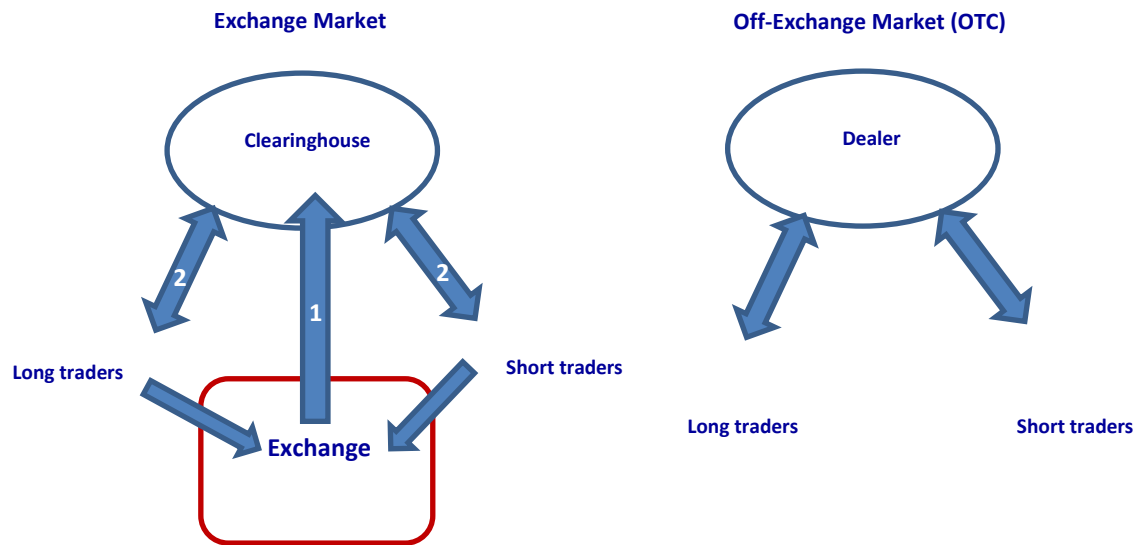 Exchange Market
Off-Exchange Market (OTC)
Clearinghouse
Dealer
2
2
1
Long traders
Short traders
Exchange
Long traders
Short traders